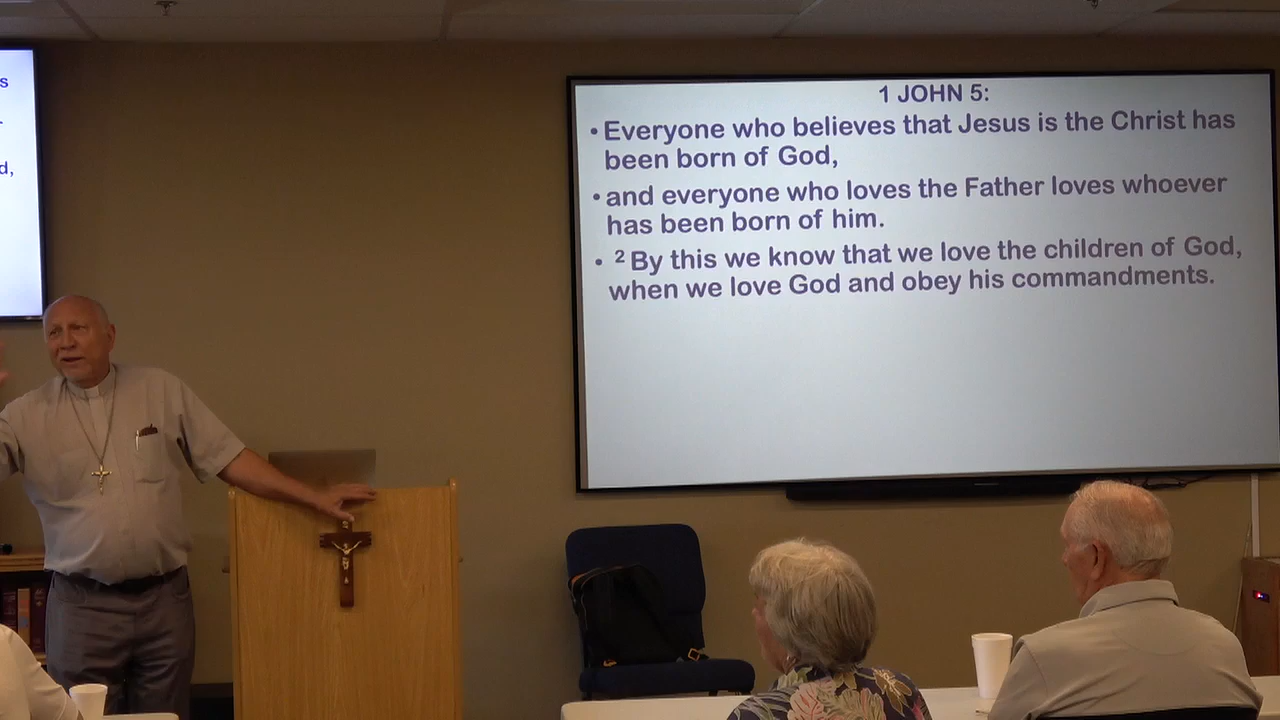 s
d,
1 JOHN 5:
• Everyone who believes that Jesus is the Christ has
been born of God,
• and everyone who loves the Father loves whoever
has been born of him.
• ² By this we know that we love the children of God,
when we love God and obey his commandments.